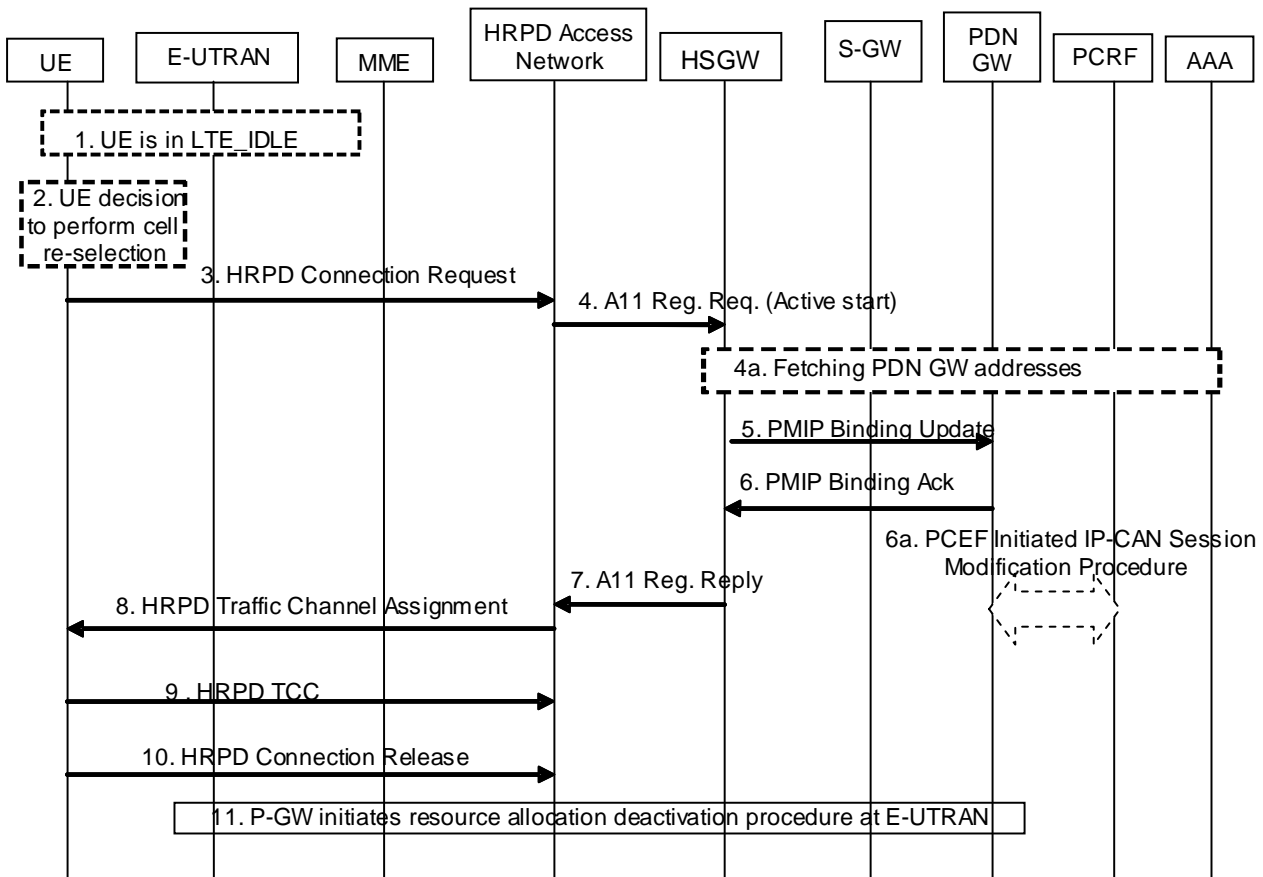 UE
E-UTRAN
MME
HRPD Access
Network
HSGW
S-GW
PDN
GW
PCRF
AAA
1. UE is in LTE_IDLE
2. UE decision
to perform cell
re-selection
3. HRPD Connection Request
4. A11 Reg. Req. (Active start)
4a. Fetching PDN GW addresses
5. PMIP Binding Update
6. PMIP Binding Ack
6a. PCEF Initiated IP-CAN Session
Modification Procedure
7. A11 Reg. Reply
8. HRPD Traffic Channel Assignment
9 . HRPD TCC
10. HRPD Connection Release
11. P-GW initiates resource allocation deactivation procedure at E-UTRAN